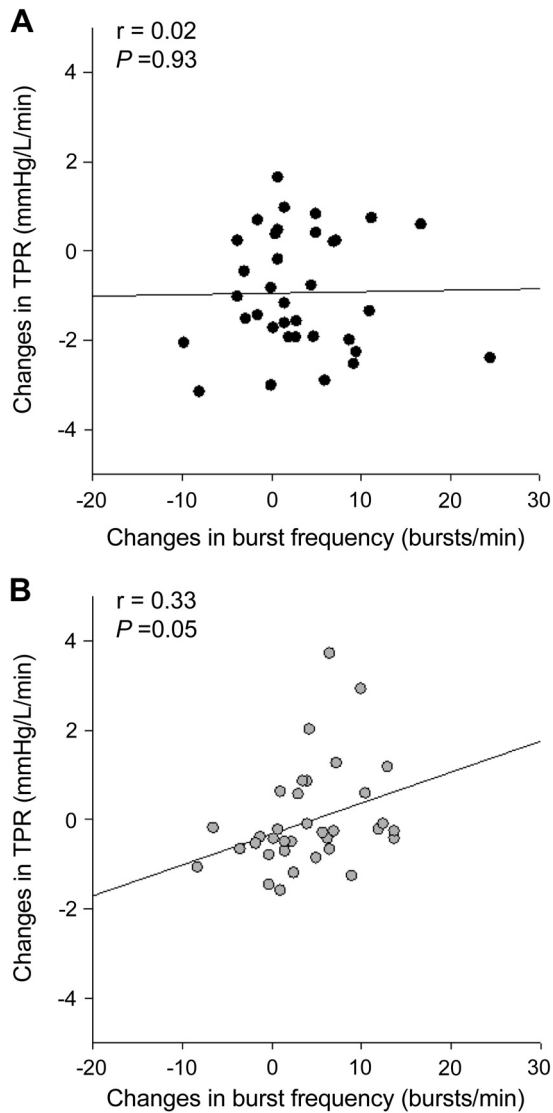 A
r = 0.02
P =0.93
Changes in TPR (mmHg/L/min)
4
2
0
-2
-4
-20 -10 0 10 20 30
Changes in burst frequency (bursts/min)
B
r = 0.33
P =0.05
Changes in TPR (mmHg/L/min)
4
2
0
-2
-4
-20 -10 0 10 20 30
Changes in burst frequency (bursts/min)